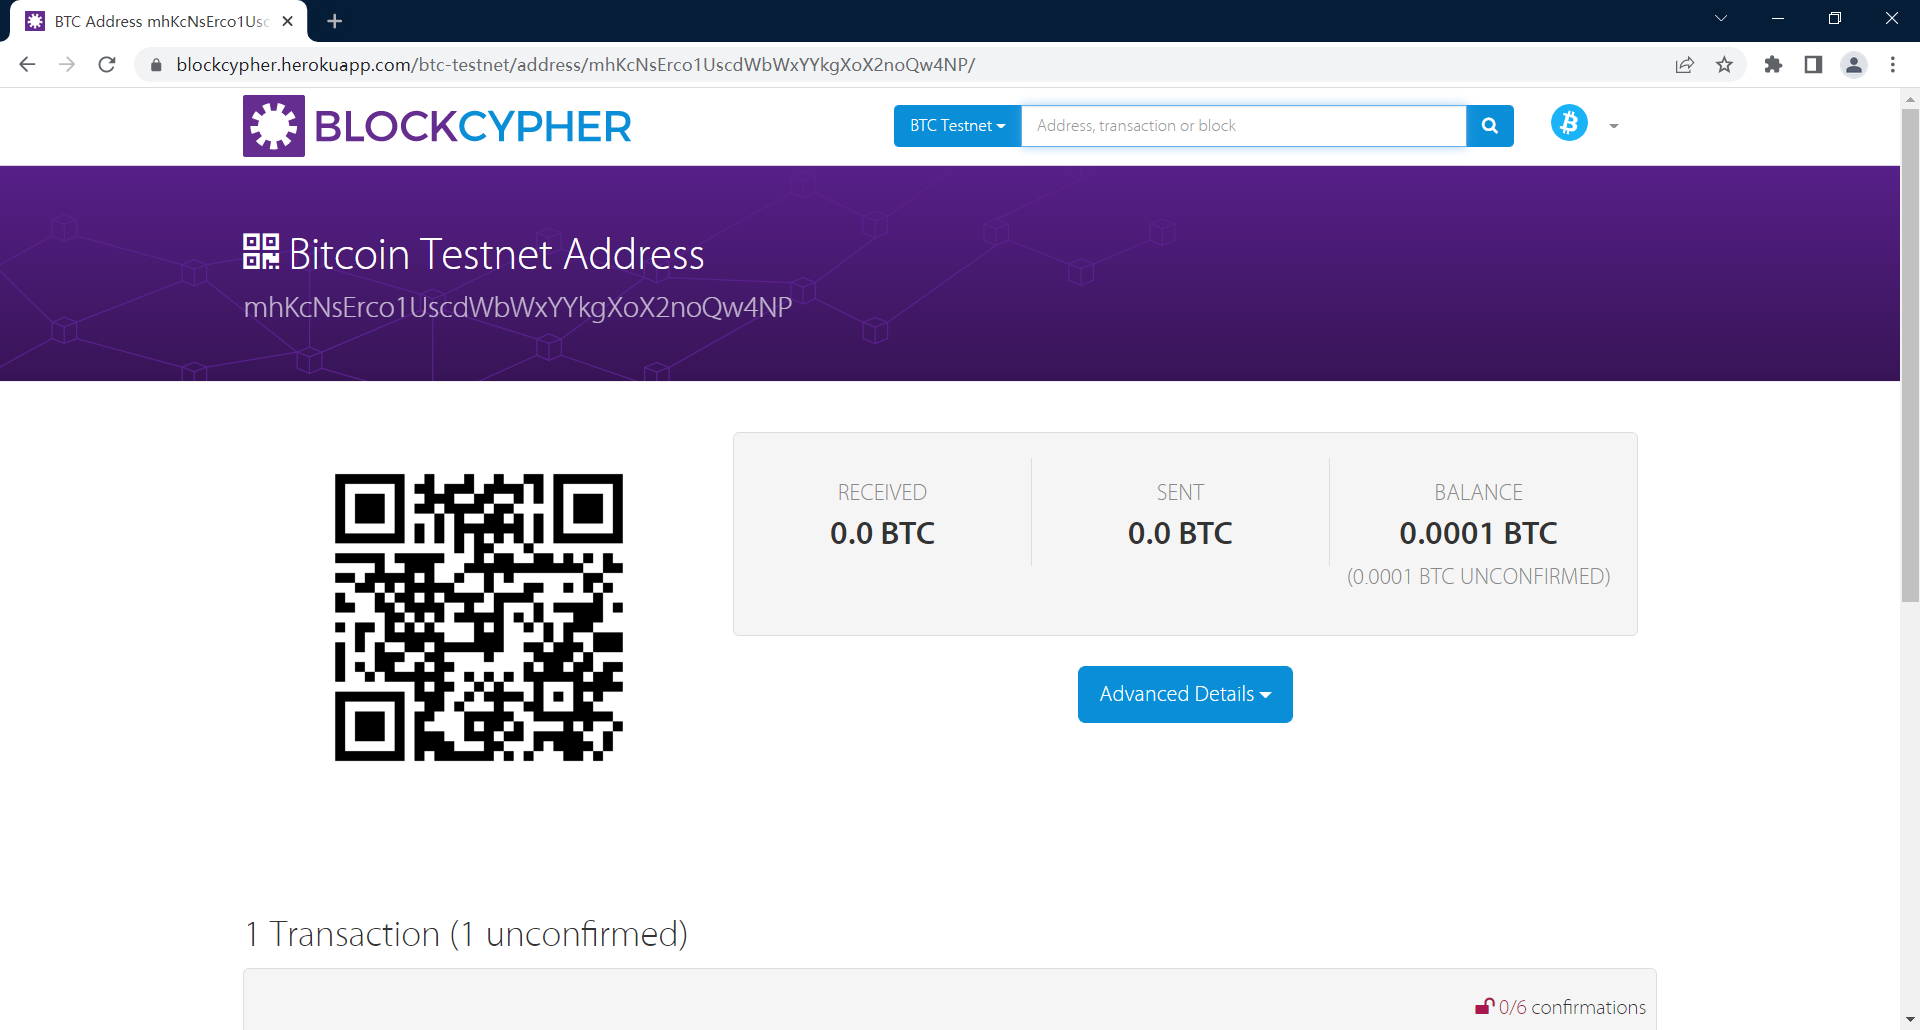 BTC Address mhKcNsErco1Usc
blockcypher.herokuapp.com/btc-testnet/address/mhKcNsErco1UscdWbWxYYkgXoX2noQw4NP/
BLOCKCYPHER
BTC Testnet
Address, transaction or block
Bitcoin Testnet Address
mhKcNsErco1UscdWbWxYYkgXoX2noQw4NP
RECEIVED
0.0 BTC
SENT
0.0 BTC
BALANCE
0.0001 BTC
(0.0001 BTC UNCONFIRMED)
Advanced Details
1 Transaction (1 unconfirmed)
0/6 confirmations